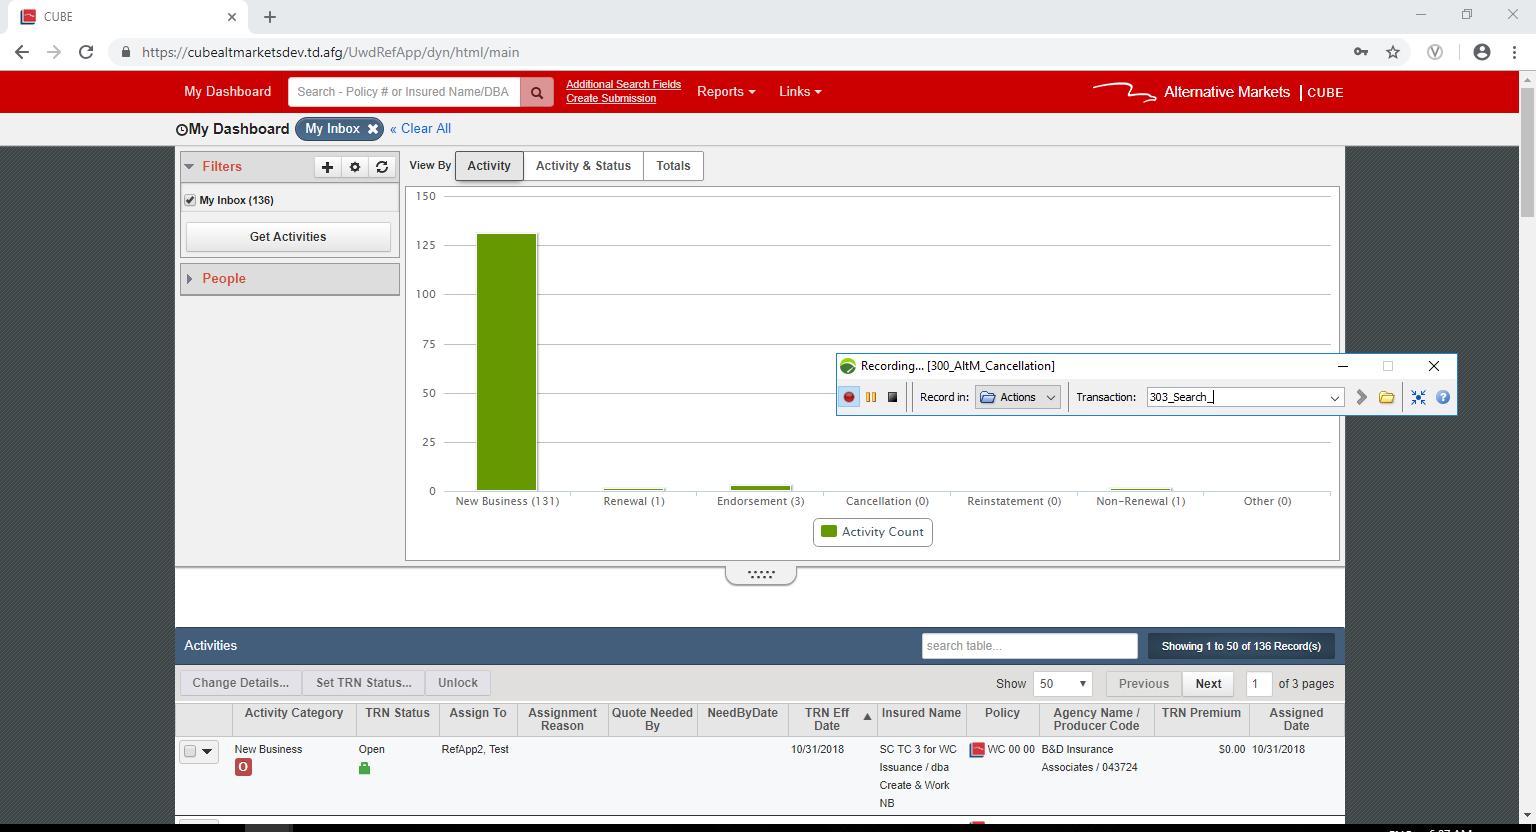 CUBE
https://cubealtmarketsdev.td.afg/UwdRefApp/dyn/html/main
My Dashboard
Search - Policy # or Insured Name/DBA
Additional Search Fields
Create Submission
Reports
Links
Alternative Markets | CUBE
My Dashboard
My Inbox
« Clear All
Filters
My Inbox (136)
Get Activities
People
View By
Activity
Activity & Status
Totals
150
125
100
75
50
25
0
New Business (131)
Renewal (1)
Endorsement (3)
Cancellation (0)
Reinstatement (0)
Non-Renewal (1)
Other (0)
Activity Count
Recording... [300_AltM_Cancellation]
Record in:
Actions
Transaction:
303_Search_
Activities
search table...
Showing 1 to 50 of 136 Record(s)
Change Details...
Set TRN Status...
Unlock
Show
50
Previous
Next
1
of 3 pages
Activity Category
TRN Status
Assign To
Assignment
Reason
Quote Needed
By
NeedByDate
TRN Eff
Date
Insured Name
Policy
Agency Name /
Producer Code
TRN Premium
Assigned
Date
New Business
O
Open
RefApp2, Test
10/31/2018
SC TC 3 for WC
Issuance / dba
Create & Work
NB
WC 00 00
B&D Insurance
Associates / 043724
$0.00
10/31/2018